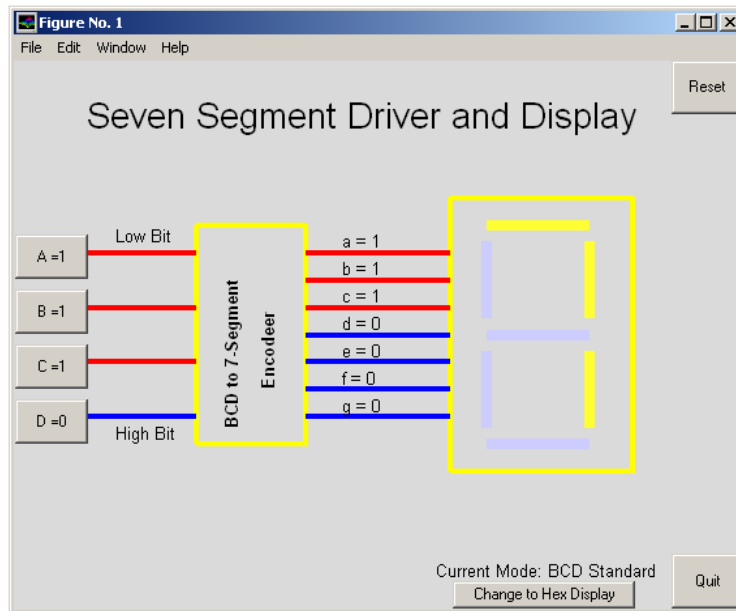 Figure No. 1
File Edit Window Help
Reset
Seven Segment Driver and Display
Low Bit
A =1
B =1
C =1
D =0
High Bit
BCD to 7-Segment
Encodeer
a = 1
b = 1
c = 1
d = 0
e = 0
f = 0
g = 0
Current Mode: BCD Standard
Change to Hex Display
Quit